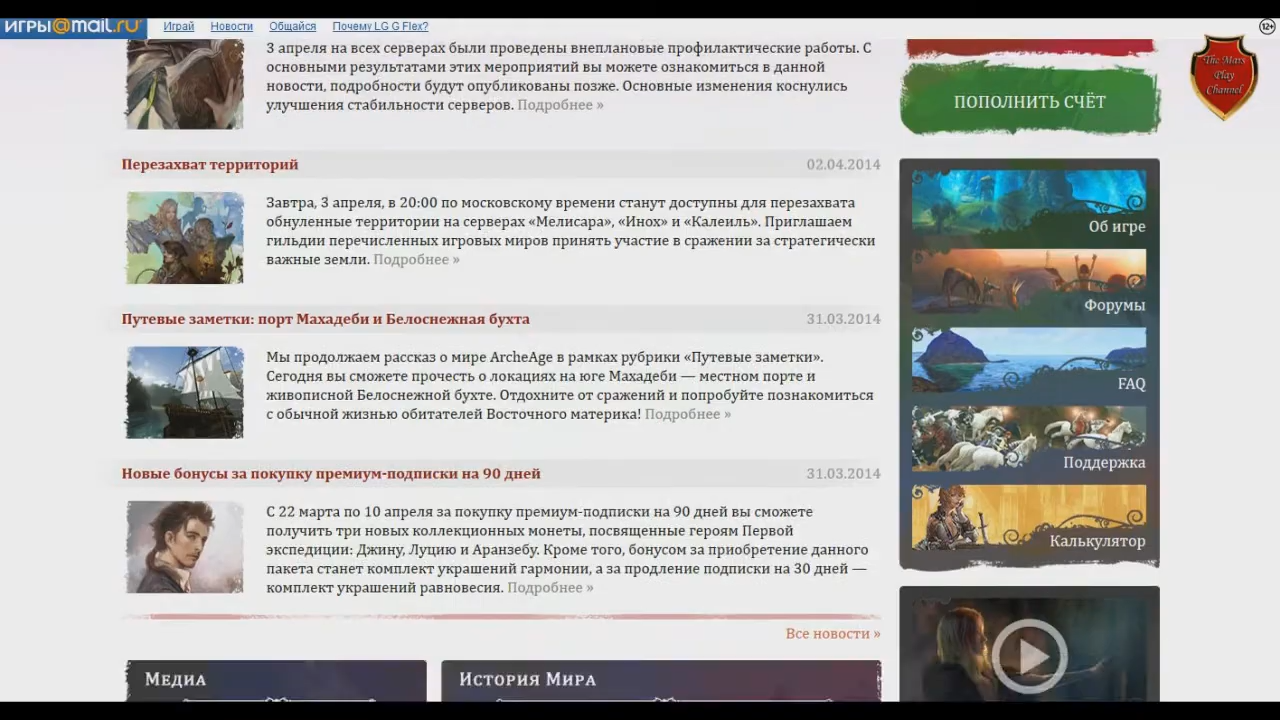 ИГРЫ@mail.ru Играй Новости Общайся Почему LG G Flex? 12+
The Mars
Play
Channel
3 апреля на всех серверах были проведены внеплановые профилактические работы. С
основными результатами этих мероприятий вы можете ознакомиться в данной
новости, подробности будут опубликованы позже. Основные изменения коснулись
улучшения стабильности серверов. Подробнее »
ПОПОЛНИТЬ СЧЁТ
Перезахват территорий 02.04.2014
Завтра, 3 апреля, в 20:00 по московскому времени станут доступны для перезахвата
обнуленные территории на серверах «Мелисара», «Инох» и «Калеиль». Приглашаем
гильдии перечисленных игровых миров принять участие в сражении за стратегически
важные земли. Подробнее »
Путевые заметки: порт Махадеби и Белоснежная бухта 31.03.2014
Мы продолжаем рассказ о мире ArcheAge в рамках рубрики «Путевые заметки».
Сегодня вы сможете прочесть о локациях на юге Махадеби — местном порте и
живописной Белоснежной бухте. Отдохните от сражений и попробуйте познакомиться
с обычной жизнью обитателей Восточного материка! Подробнее »
Новые бонусы за покупку премиум-подписки на 90 дней 31.03.2014
С 22 марта по 10 апреля за покупку премиум-подписки на 90 дней вы сможете
получить три новых коллекционных монеты, посвященные героям Первой
экспедиции: Джину, Луцию и Аранзебу. Кроме того, бонусом за приобретение данного
пакета станет комплект украшений гармонии, а за продление подписки на 30 дней —
комплект украшений равновесия. Подробнее »
Все новости »
Об игре
Форумы
FAQ
Поддержка
Калькулятор
Медиа
История Мира